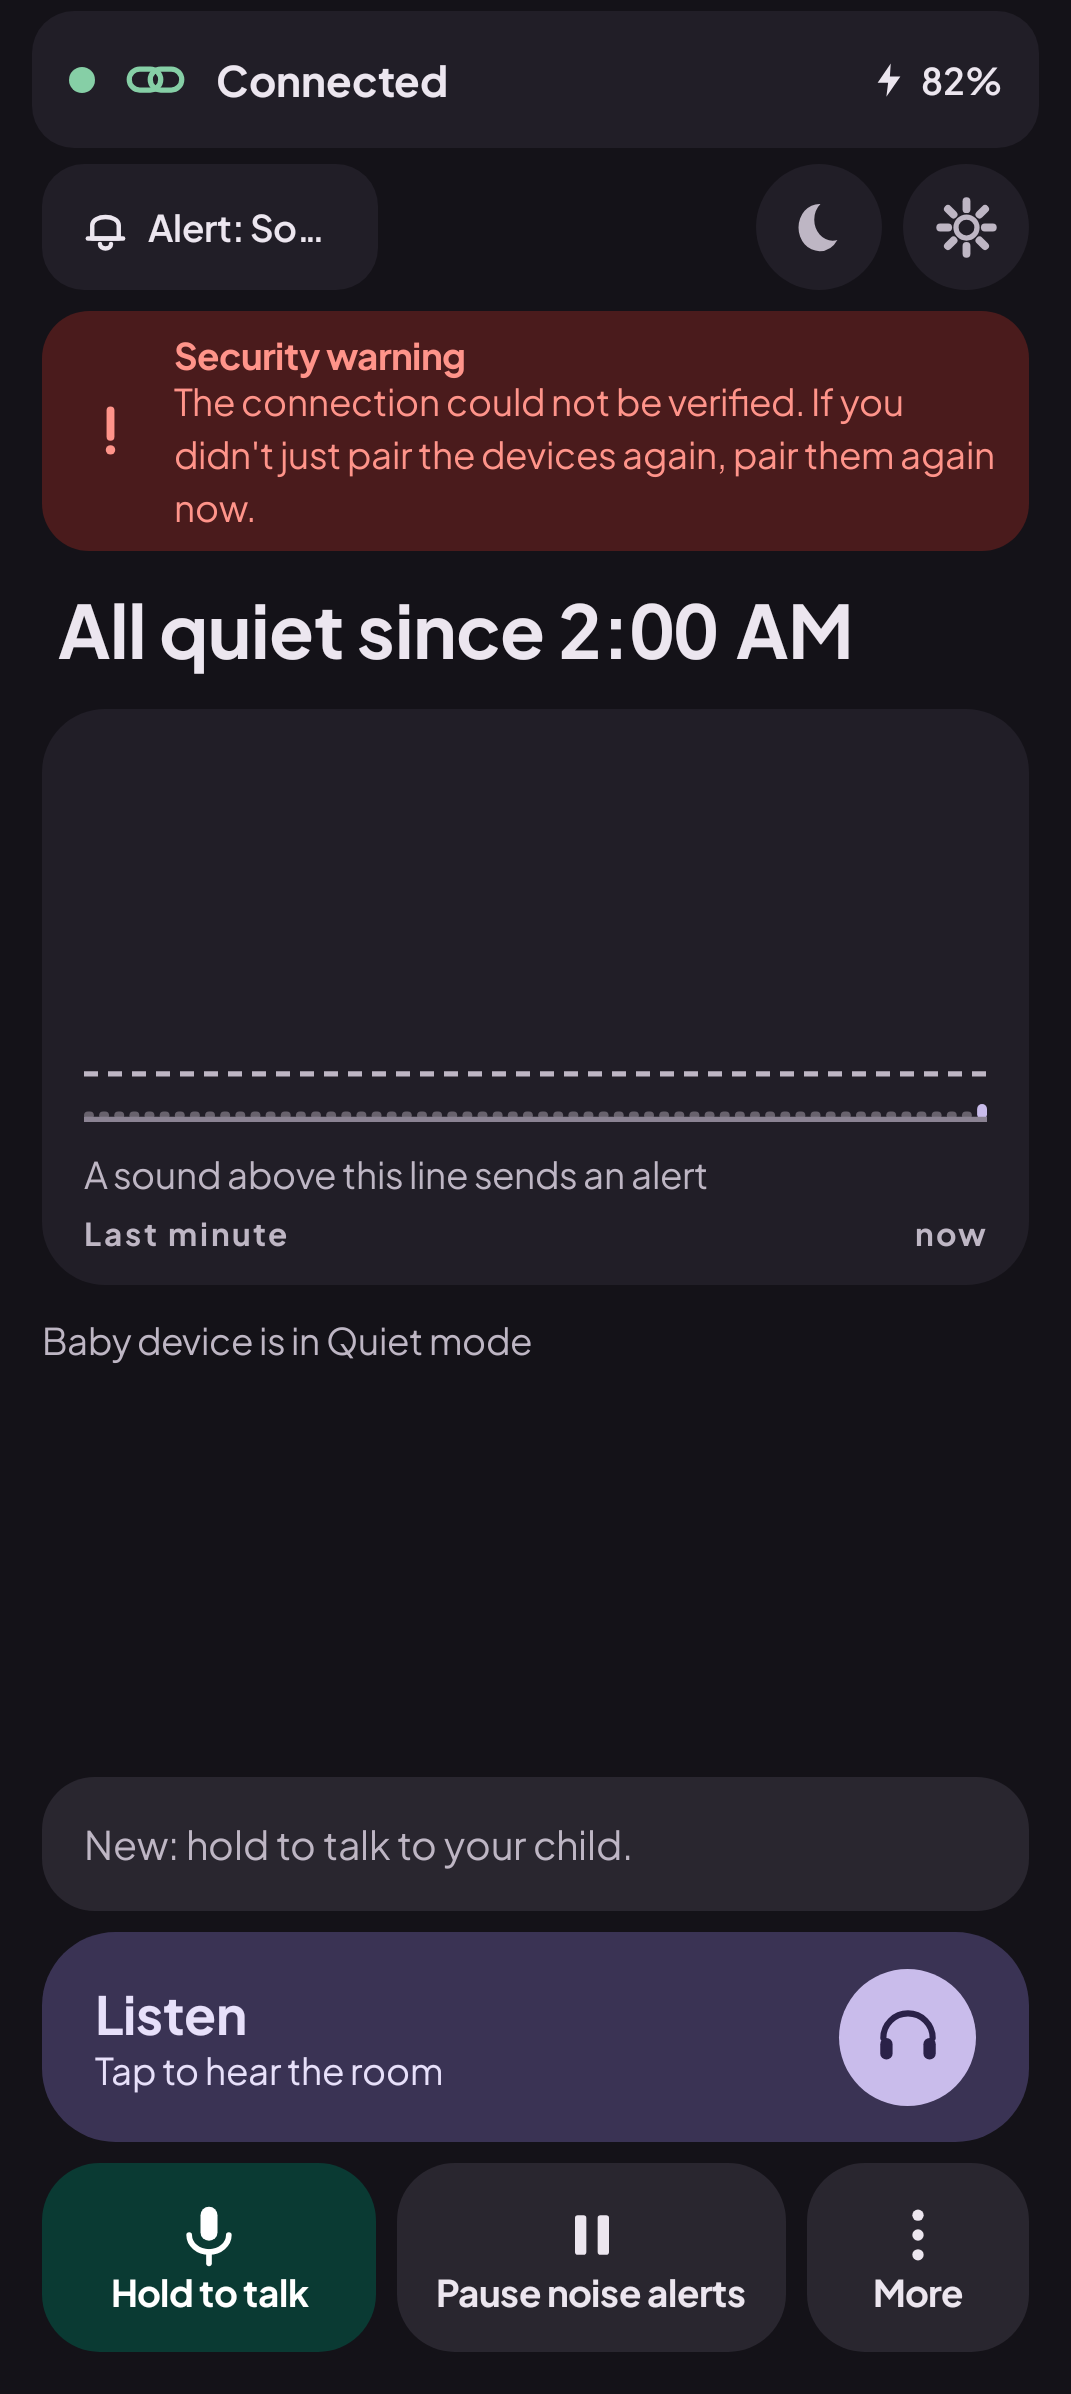 Connected
82%
Alert: So...
Security warning
The connection could not be verified. If you
didn't just pair the devices again, pair them again
now.
All quiet since 2:00 AM
A sound above this line sends an alert
Last minute
now
Baby device is in Quiet mode
New: hold to talk to your child.
Listen
Tap to hear the room
Hold to talk
Pause noise alerts
More